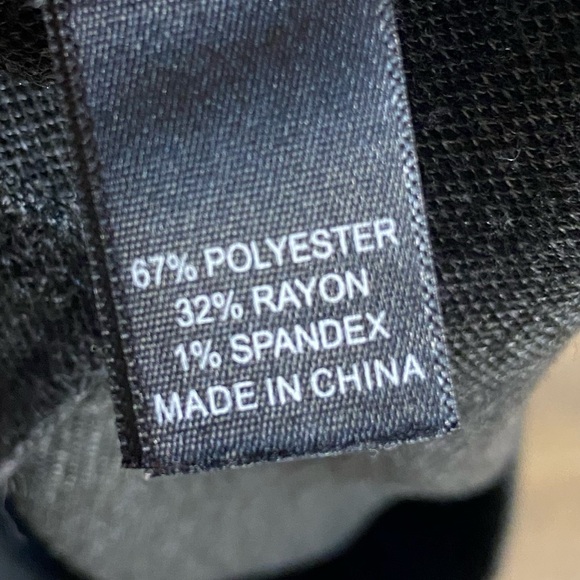 67% POLYESTER
32% RAYON
1% SPANDEX
MADE IN CHINA